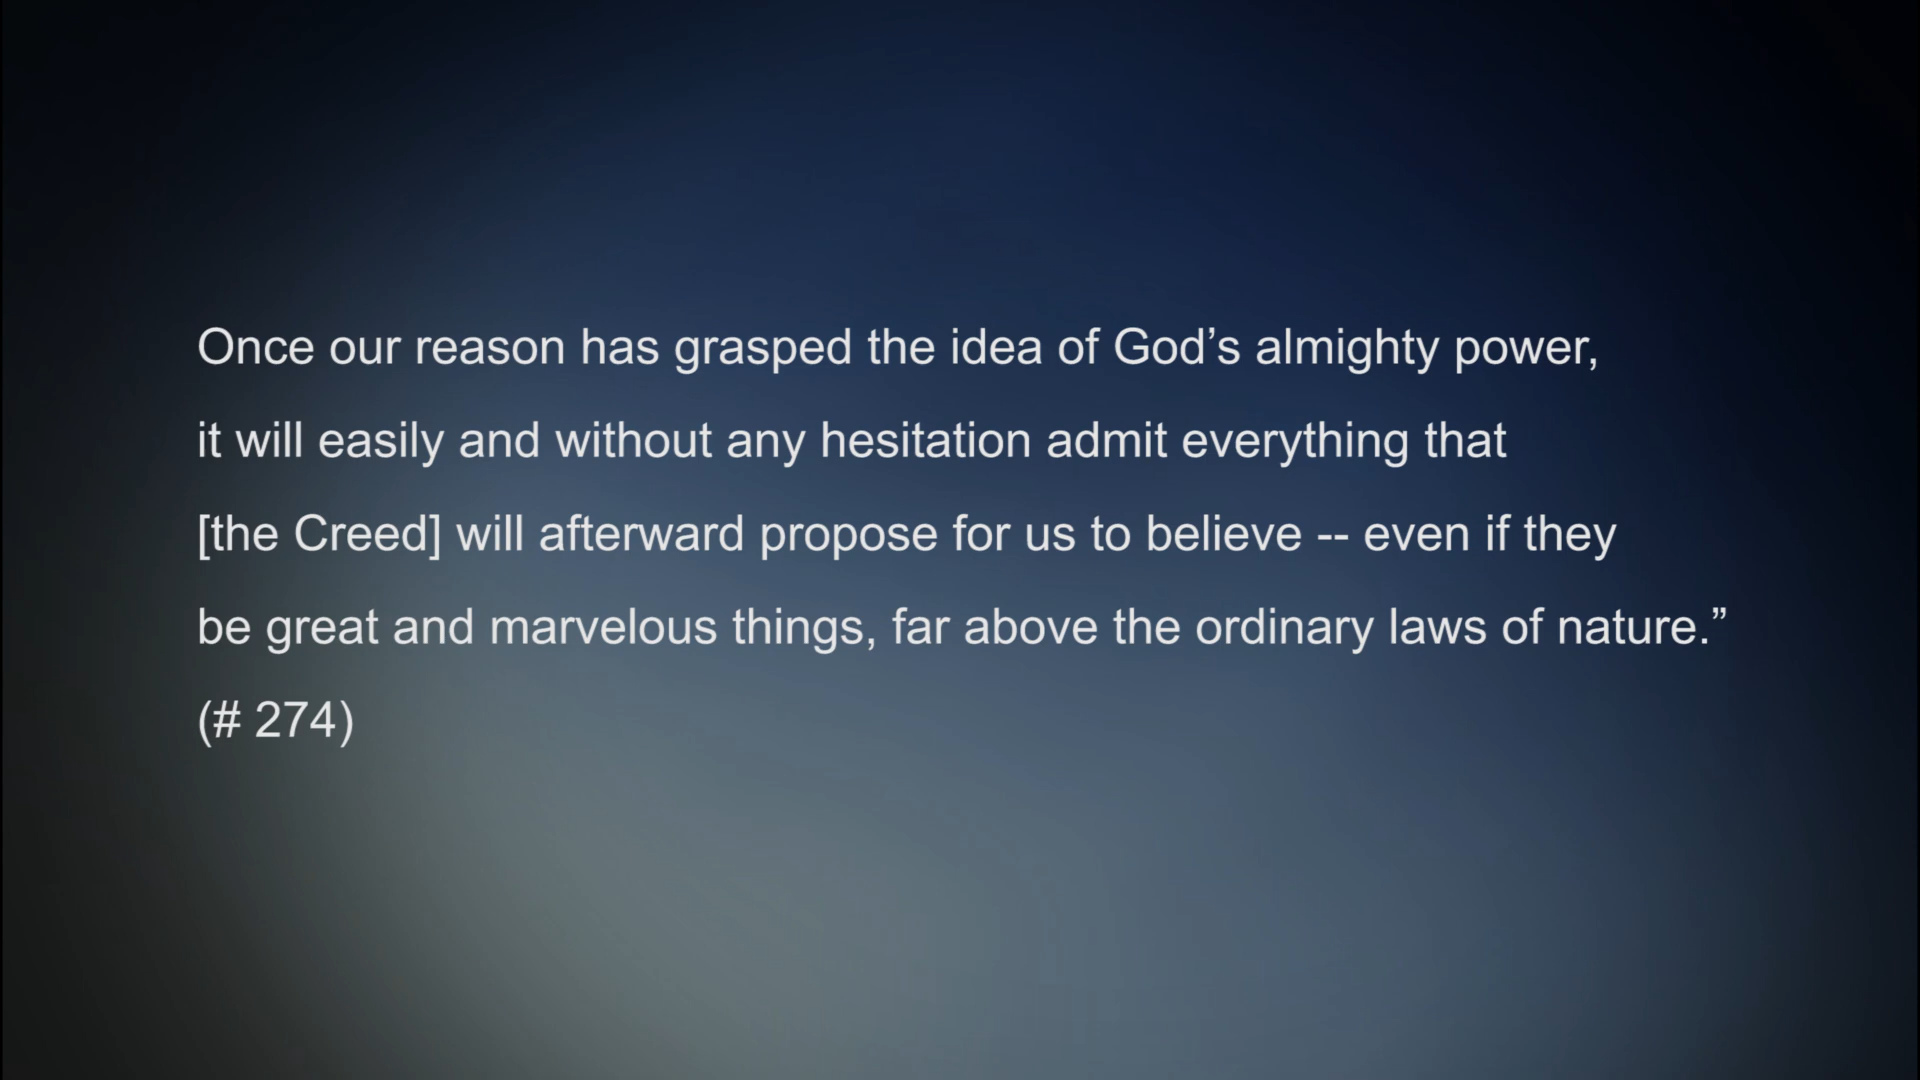 Once our reason has grasped the idea of God’s almighty power,
it will easily and without any hesitation admit everything that
[the Creed] will afterward propose for us to believe -- even if they
be great and marvelous things, far above the ordinary laws of nature.”
(# 274)